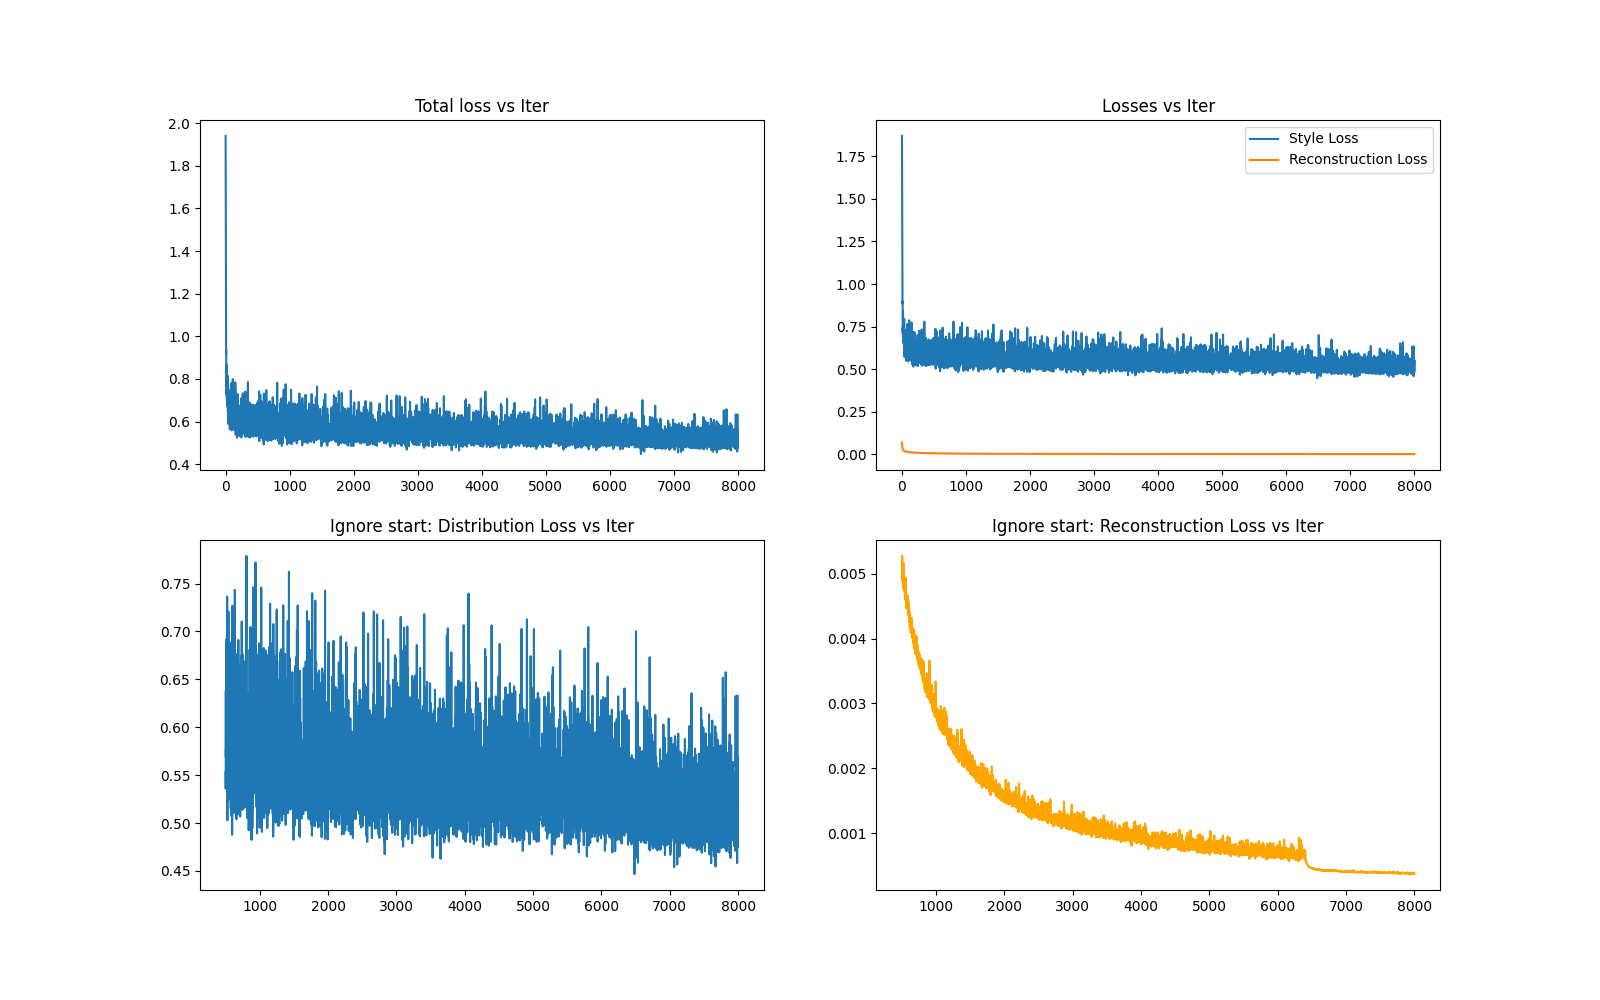 Total loss vs Iter
2.0
1.8
1.6
1.4
1.2
1.0
0.8
0.6
0.4
0 1000 2000 3000 4000 5000 6000 7000 8000
Losses vs Iter
Style Loss
Reconstruction Loss
1.75
1.50
1.25
1.00
0.75
0.50
0.25
0.00
0 1000 2000 3000 4000 5000 6000 7000 8000
Ignore start: Distribution Loss vs Iter
0.75
0.70
0.65
0.60
0.55
0.50
0.45
1000 2000 3000 4000 5000 6000 7000 8000
Ignore start: Reconstruction Loss vs Iter
0.005
0.004
0.003
0.002
0.001
1000 2000 3000 4000 5000 6000 7000 8000